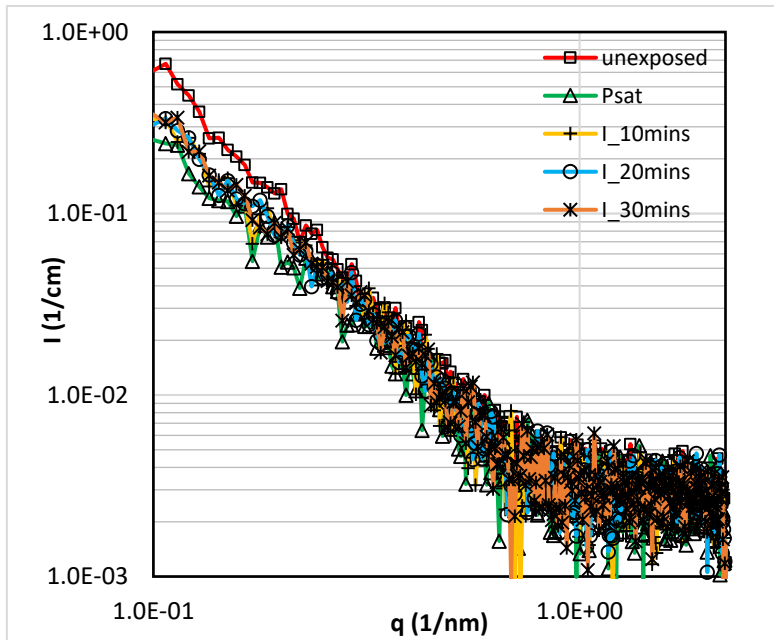 1.0E+00
unexposed
Psat
I_10mins
1.0E-01
I_20mins
I_30mins
I (1/cm)
1.0E-02
1.0E-03
1.0E-01
1.0E+00
q (1/nm)